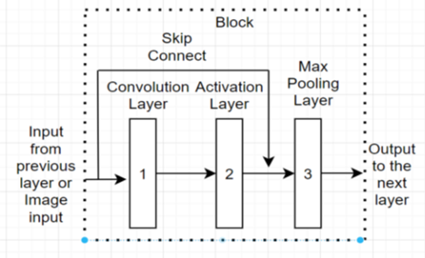 Block
Skip
Connect
Convolution
Layer
Activation
Layer
Max
Pooling
Layer
Input
from
previous
layer or
Image
input
1
2
3
Output
to the
next
layer